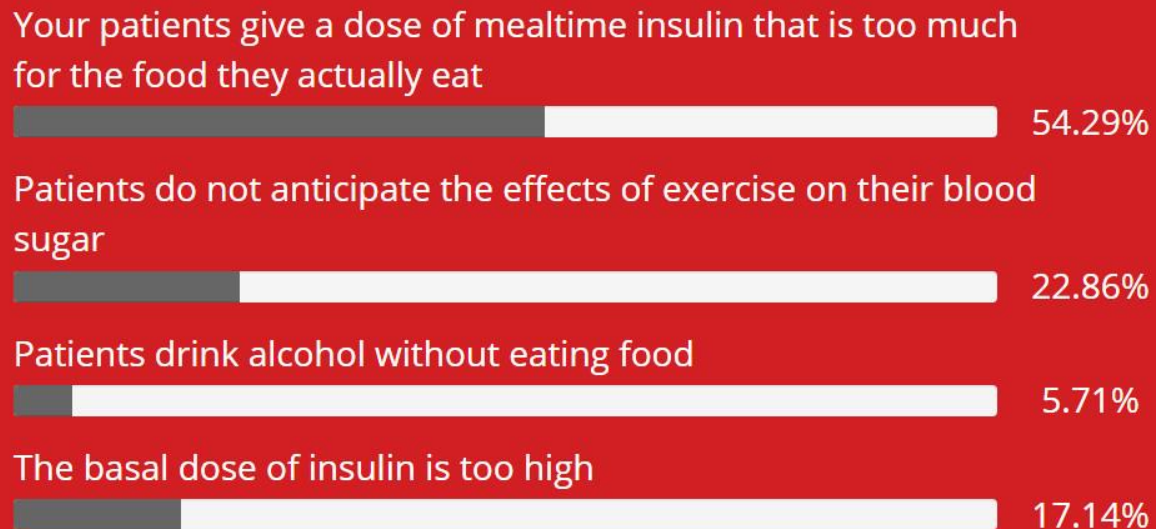 Your patients give a dose of mealtime insulin that is too much
for the food they actually eat
54.29%
Patients do not anticipate the effects of exercise on their blood
sugar
22.86%
Patients drink alcohol without eating food
5.71%
The basal dose of insulin is too high
17.14%